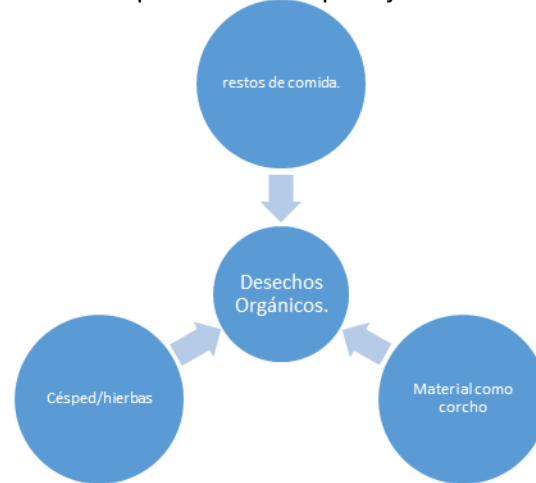 restos de comida.
Desechos
Orgánicos.
Césped/hierbas
Material como
corcho